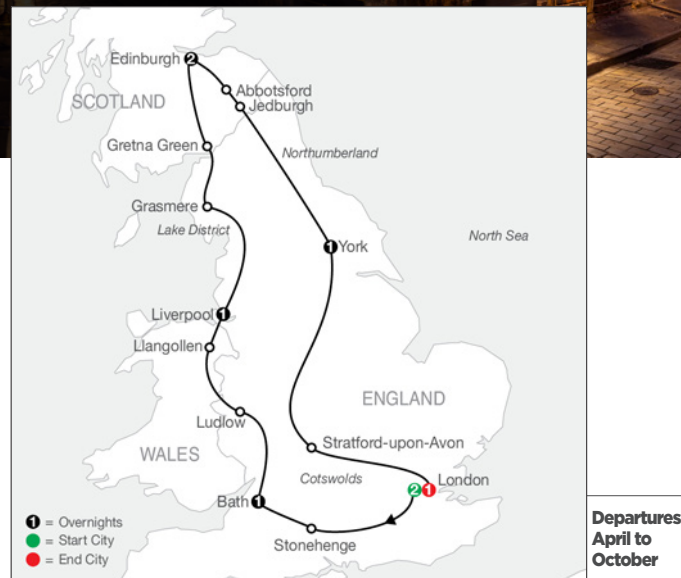 Edinburgh 2
Abbotsford
SCOTLAND
Jedburgh
Gretna Green
Northumberland
Grasmere
Lake District
North Sea
1 York
Liverpool 1
Llangollen
ENGLAND
Ludlow
Stratford-upon-Avon
WALES
Cotswolds
London
2 1
Bath 1
Stonehenge
1 = Overnights
= Start City
= End City
Departures
April to
October